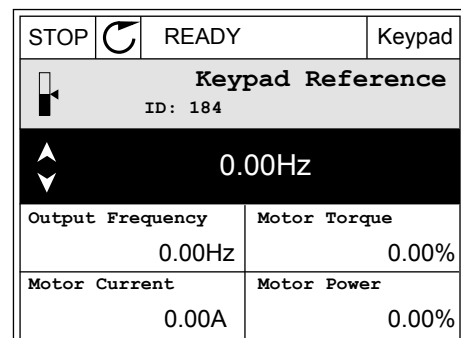 STOP READY Keypad
Keypad Reference
ID: 184
0.00Hz
Output Frequency Motor Torque
0.00Hz 0.00%
Motor Current Motor Power
0.00A 0.00%